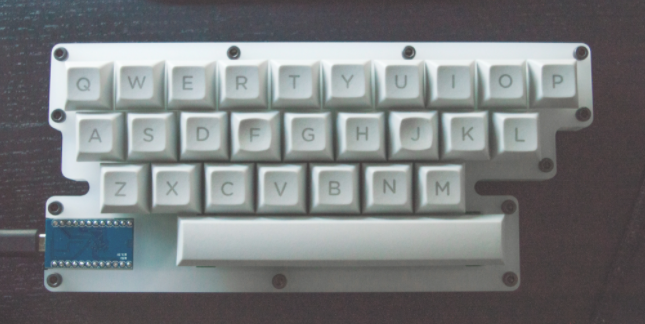 Q W E R T Y U I O P
A S D F G H J K L
Z X C V B N M